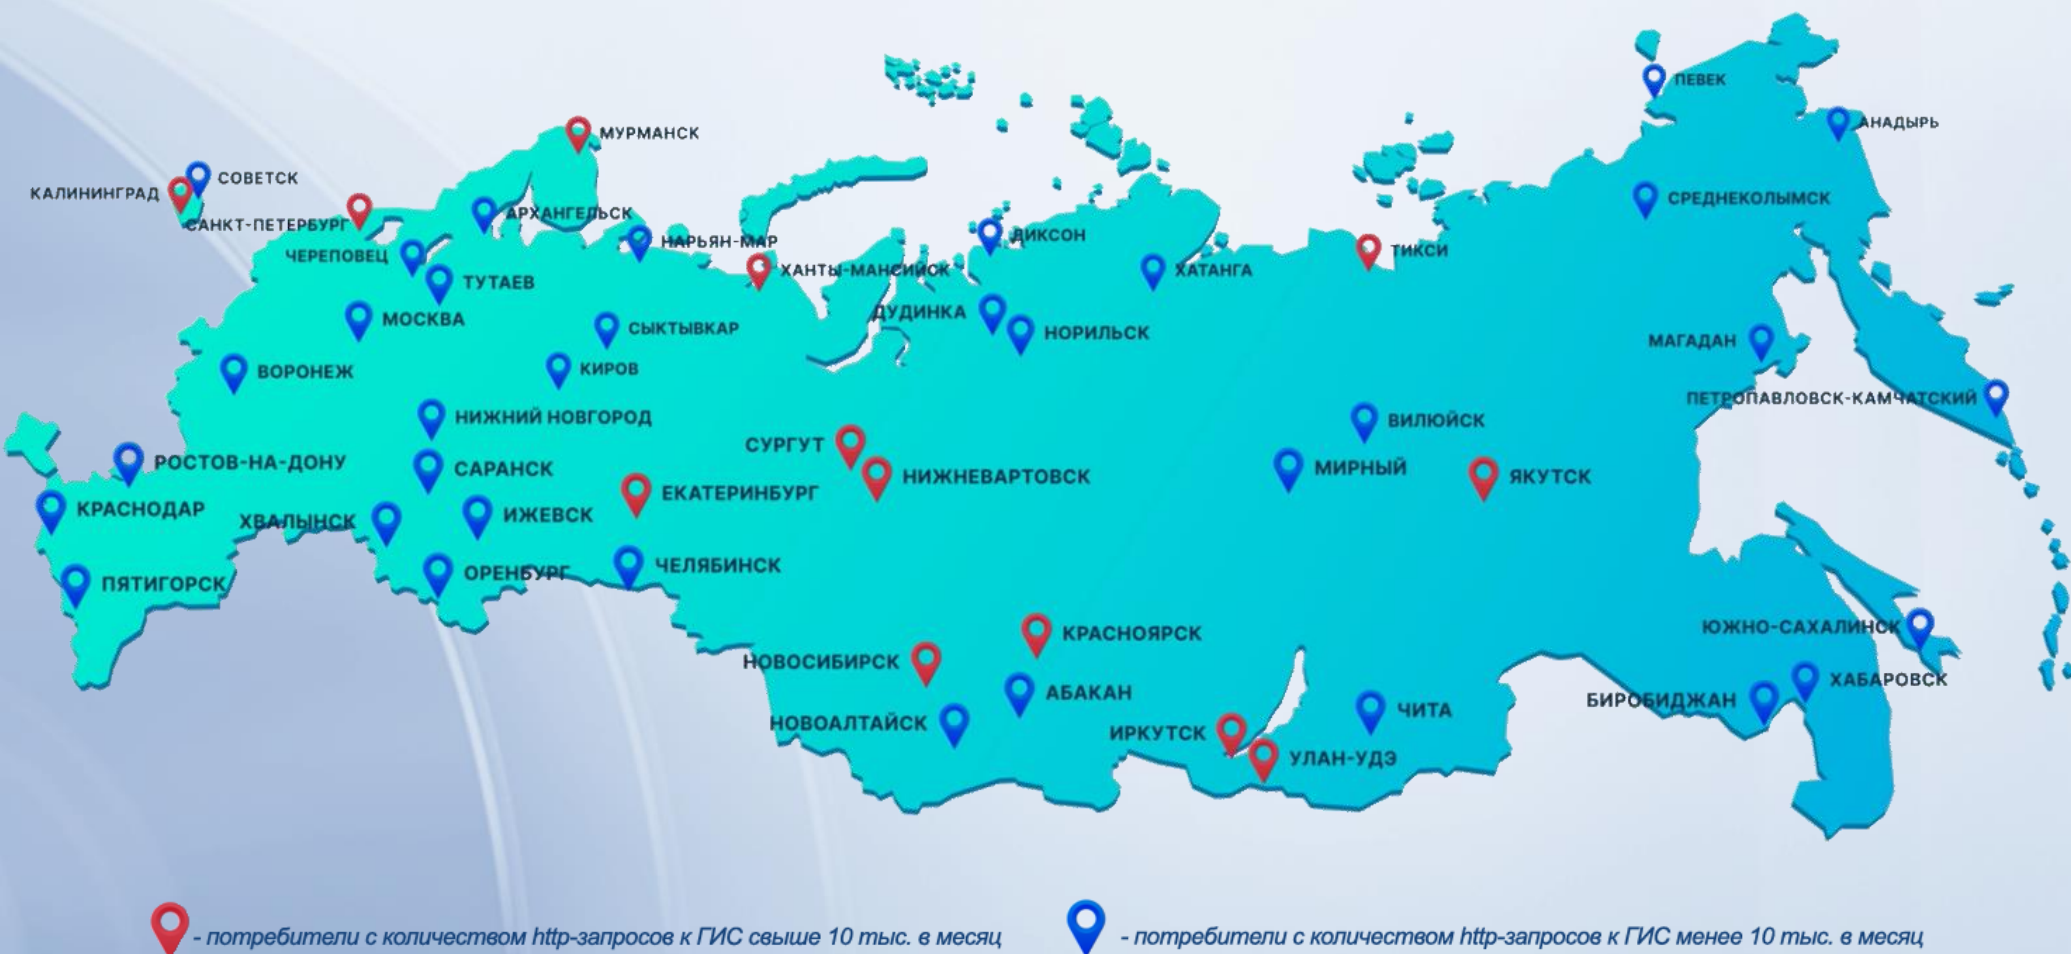 ПЕВЕК
АНАДЫРЬ
МУРМАНСК
СОВЕТСК
КАЛИНИНГРАД
СРЕДНЕКОЛЫМСК
АРХАНГЕЛЬСК
САНКТ-ПЕТЕРБУРГ
ДИКСОН
НАРЬЯН-МАР
ТИКСИ
ЧЕРЕПОВЕЦ
ХАНТЫ-МАНСИЙСК
ХАТАНГА
ТУТАЕВ
ДУДИНКА
МОСКВА
СЫКТЫВКАР
НОРИЛЬСК
МАГАДАН
КИРОВ
ВОРОНЕЖ
ПЕТРОПАВЛОВСК-КАМЧАТСКИЙ
НИЖНИЙ НОВГОРОД
ВИЛЮЙСК
СУРГУТ
РОСТОВ-НА-ДОНУ
САРАНСК
МИРНЫЙ
НИЖНЕВАРТОВСК
ЯКУТСК
ЕКАТЕРИНБУРГ
КРАСНОДАР
ИЖЕВСК
ХВАЛЫНСК
ЧЕЛЯБИНСК
ОРЕНБУРГ
ПЯТИГОРСК
ЮЖНО-САХАЛИНСК
КРАСНОЯРСК
НОВОСИБИРСК
ХАБАРОВСК
АБАКАН
БИРОБИДЖАН
ЧИТА
НОВОАЛТАЙСК
ИРКУТСК
УЛАН-УДЭ
- потребители с количеством http-запросов к ГИС свыше 10 тыс. в месяц
- потребители с количеством http-запросов к ГИС менее 10 тыс. в месяц